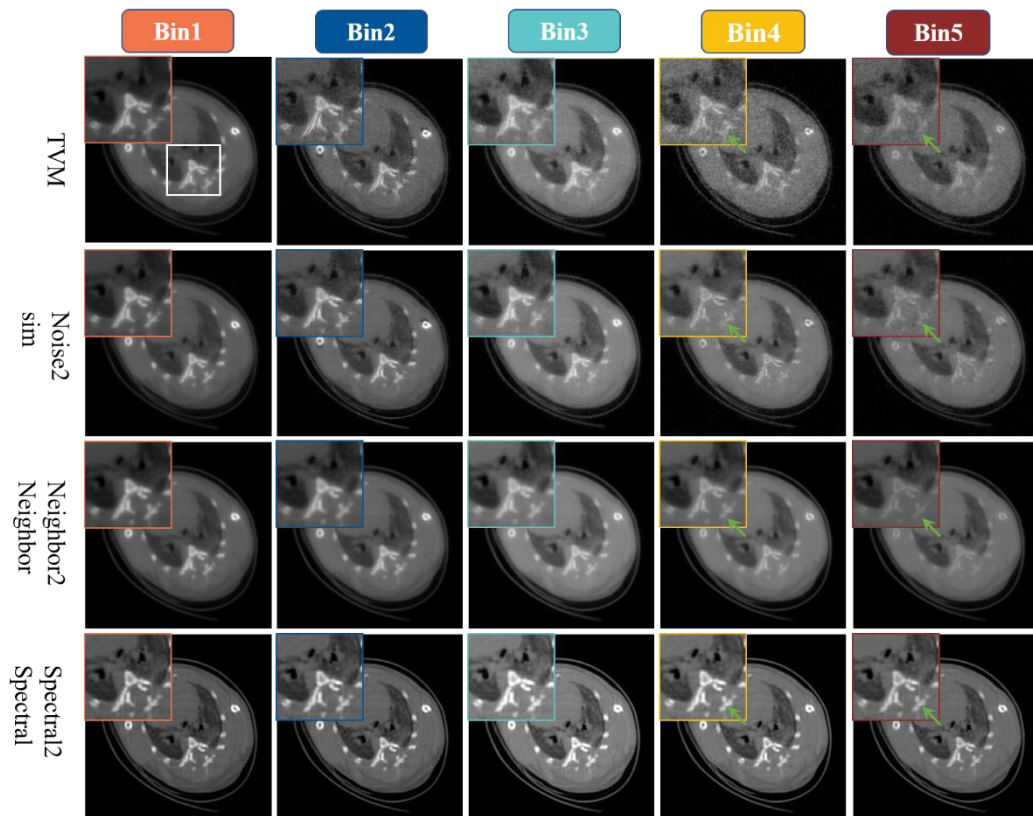 Bin1
Bin2
Bin3
Bin4
Bin5
TVM
Noise2
sim
Neighbor2
Neighbor
Spectral2
Spectral